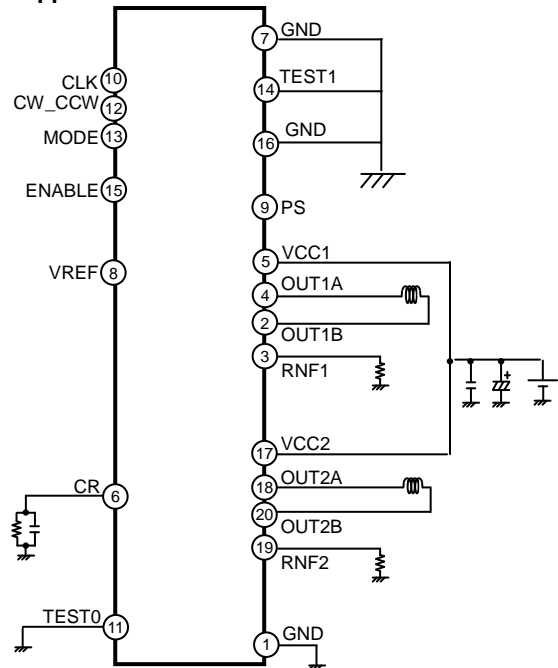 7 GND
CLK 10
CW_CCW 12
14 TEST1
MODE 13
16 GND
ENABLE 15
9 PS
5 VCC1
VREF 8
4 OUT1A
2 OUT1B
3 RNF1
17 VCC2
CR 6
18 OUT2A
20 OUT2B
19 RNF2
TEST0 11
1 GND
+